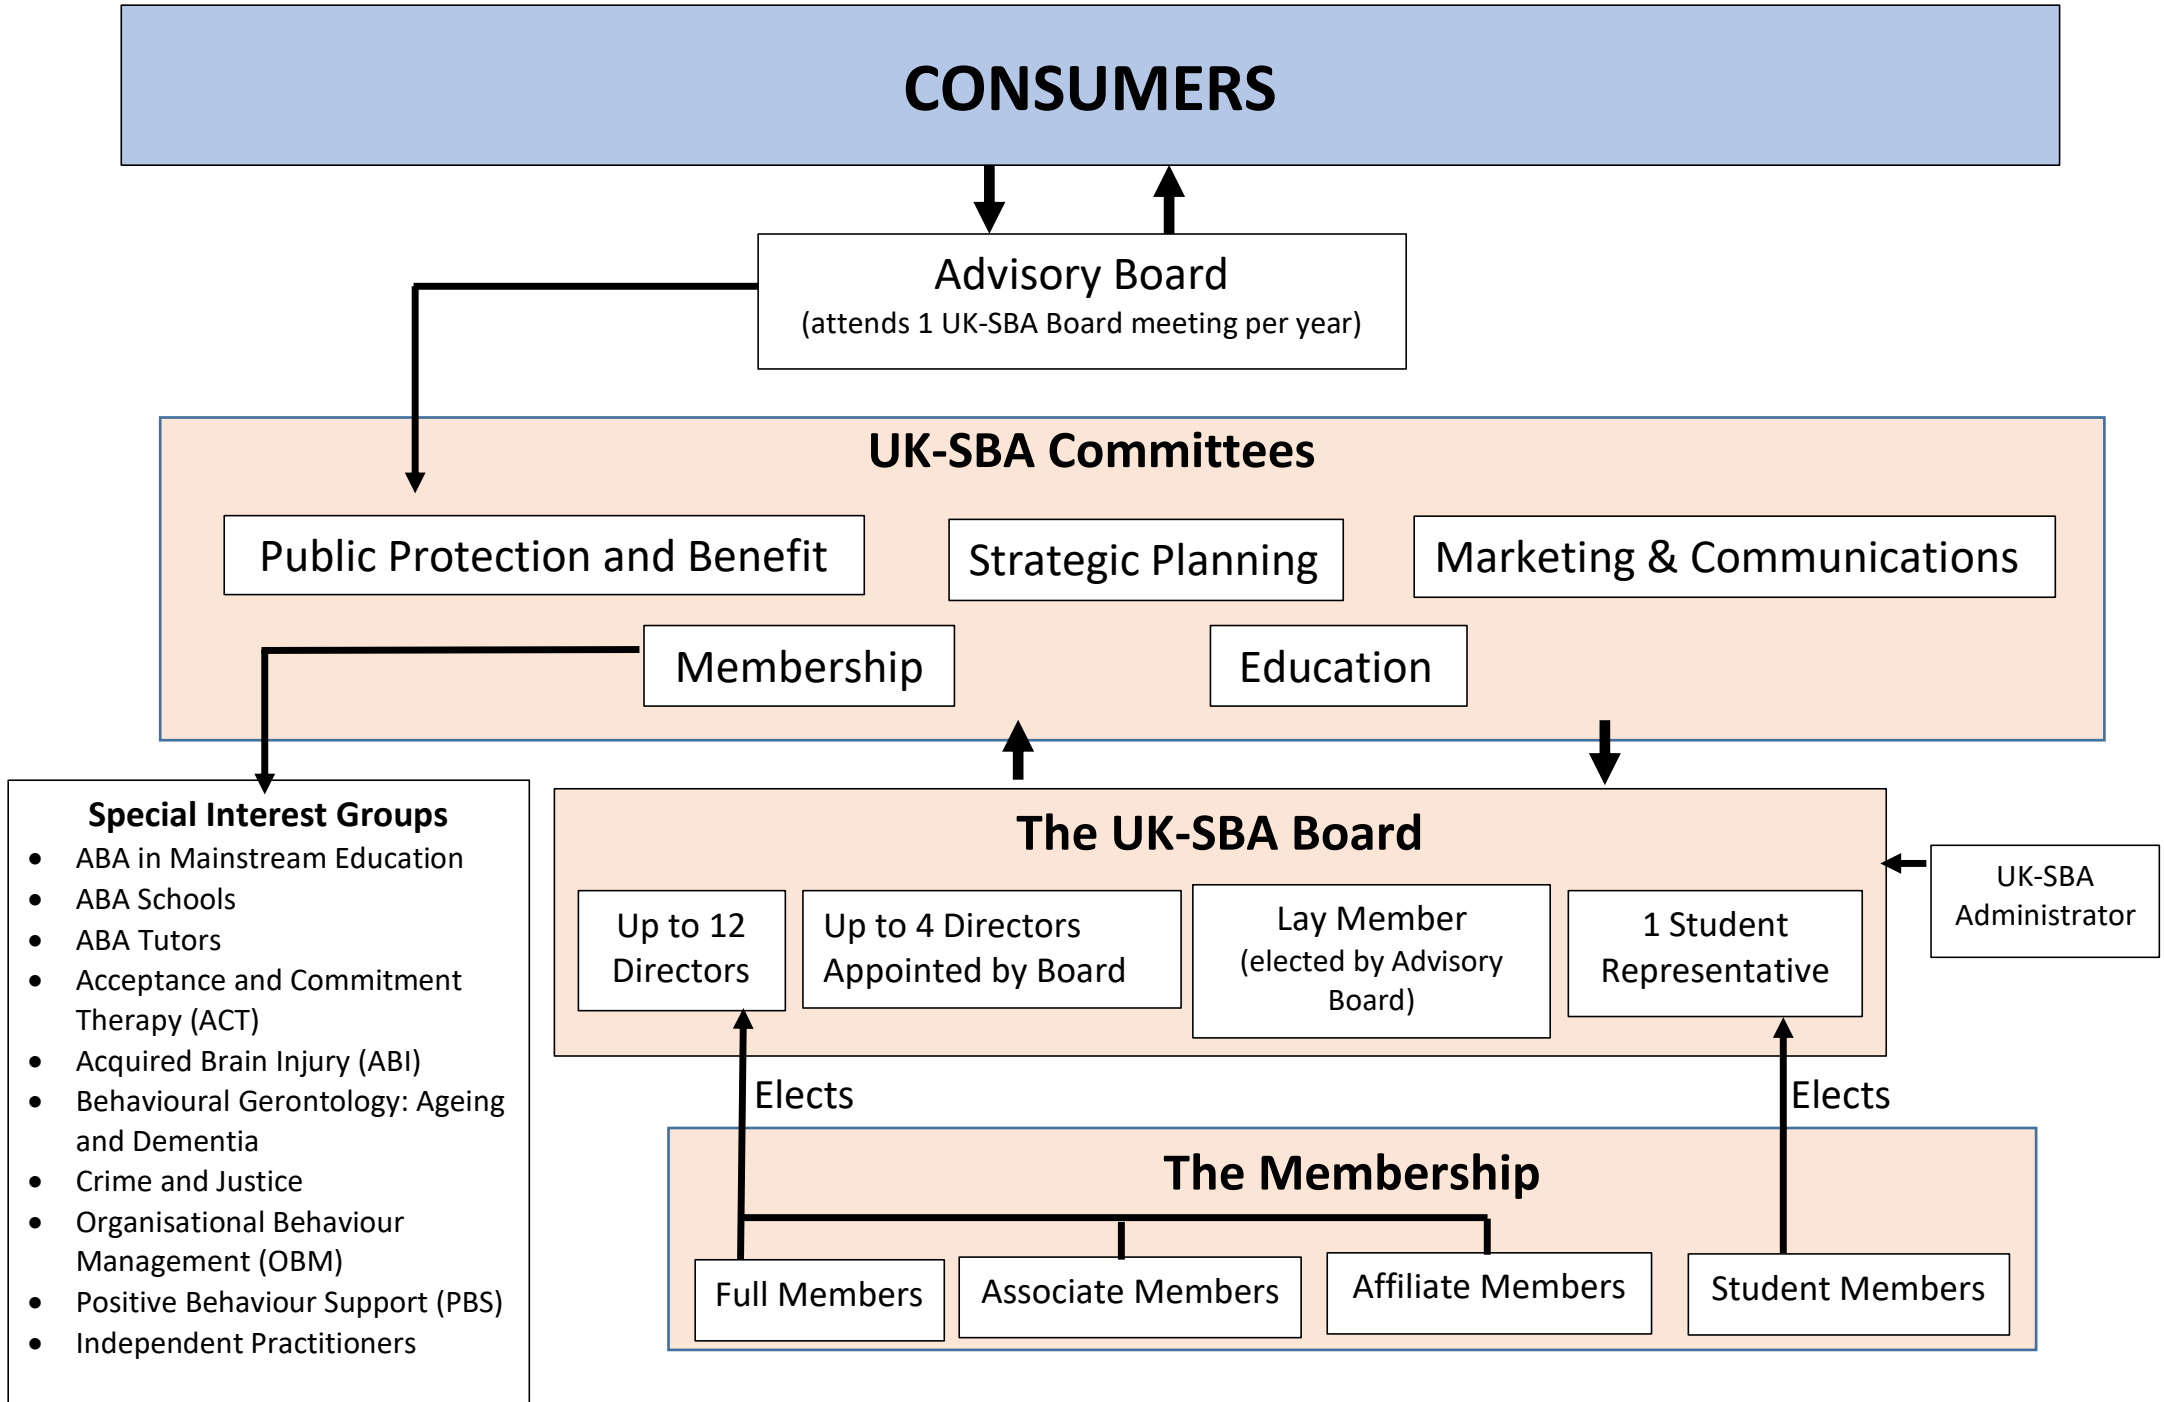 CONSUMERS
Advisory Board
(attends 1 UK-SBA Board meeting per year)
UK-SBA Committees
Public Protection and Benefit
Strategic Planning
Marketing & Communications
Membership
Education
Special Interest Groups
• ABA in Mainstream Education
• ABA Schools
• ABA Tutors
• Acceptance and Commitment
Therapy (ACT)
• Acquired Brain Injury (ABI)
• Behavioural Gerontology: Ageing
and Dementia
• Crime and Justice
• Organisational Behaviour
Management (OBM)
• Positive Behaviour Support (PBS)
• Independent Practitioners
The UK-SBA Board
Up to 12
Directors
Up to 4 Directors
Appointed by Board
Lay Member
(elected by Advisory
Board)
1 Student
Representative
UK-SBA
Administrator
Elects
Elects
The Membership
Full Members
Associate Members
Affiliate Members
Student Members